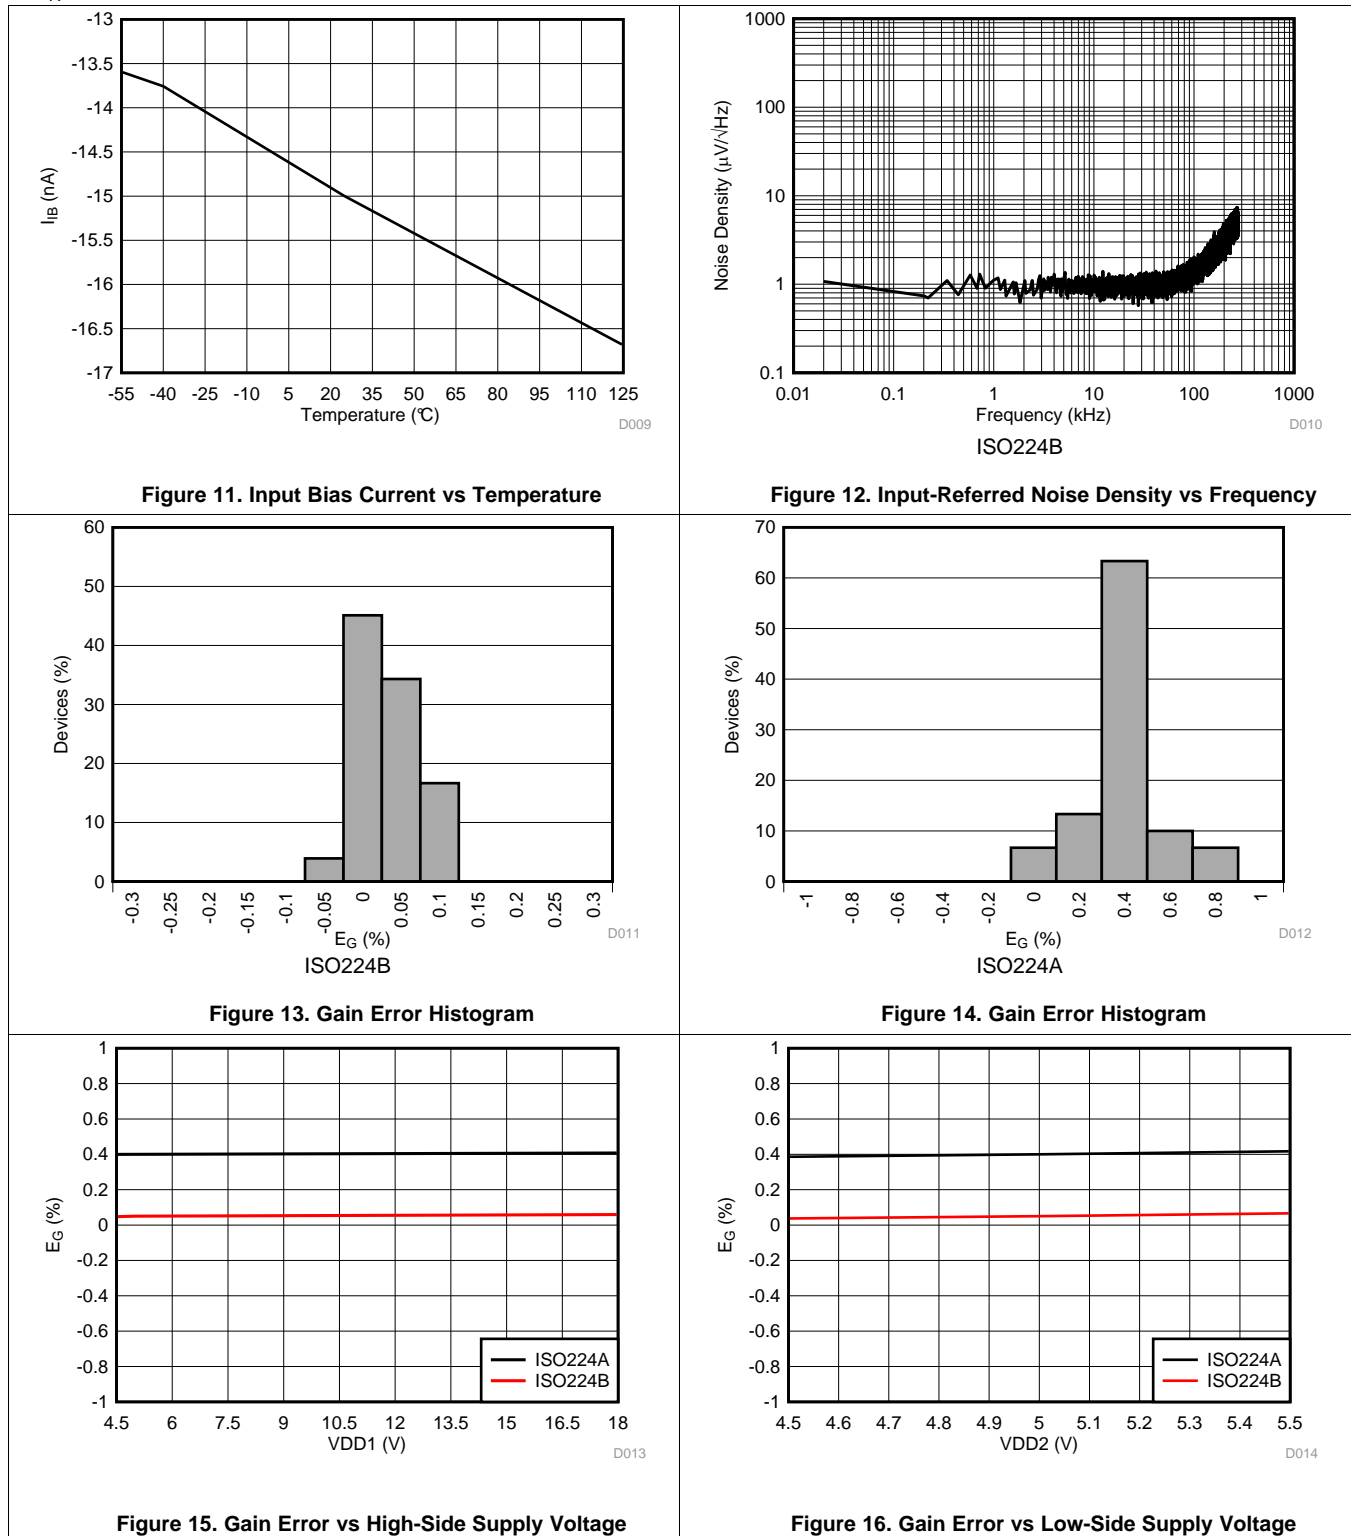 -13
-13.5
-14
-14.5
-15
-15.5
-16
-16.5
-17
I_IB (nA)
-55 -40 -25 -10 5 20 35 50 65 80 95 110 125
Temperature (°C)
D009
Figure 11. Input Bias Current vs Temperature
1000
100
10
1
0.1
Noise Density (µV/√Hz)
0.01 0.1 1 10 100 1000
Frequency (kHz)
D010
ISO224B
Figure 12. Input-Referred Noise Density vs Frequency
60
50
40
30
20
10
0
Devices (%)
-0.3 -0.25 -0.2 -0.15 -0.1 -0.05 0 0.05 0.1 0.15 0.2 0.25 0.3
E_G (%)
D011
ISO224B
Figure 13. Gain Error Histogram
70
60
50
40
30
20
10
0
Devices (%)
-1 -0.8 -0.6 -0.4 -0.2 0 0.2 0.4 0.6 0.8 1
E_G (%)
D012
ISO224A
Figure 14. Gain Error Histogram
1
0.8
0.6
0.4
0.2
0
-0.2
-0.4
-0.6
-0.8
-1
E_G (%)
ISO224A
ISO224B
4.5 6 7.5 9 10.5 12 13.5 15 16.5 18
VDD1 (V)
D013
Figure 15. Gain Error vs High-Side Supply Voltage
1
0.8
0.6
0.4
0.2
0
-0.2
-0.4
-0.6
-0.8
-1
E_G (%)
ISO224A
ISO224B
4.5 4.6 4.7 4.8 4.9 5 5.1 5.2 5.3 5.4 5.5
VDD2 (V)
D014
Figure 16. Gain Error vs Low-Side Supply Voltage